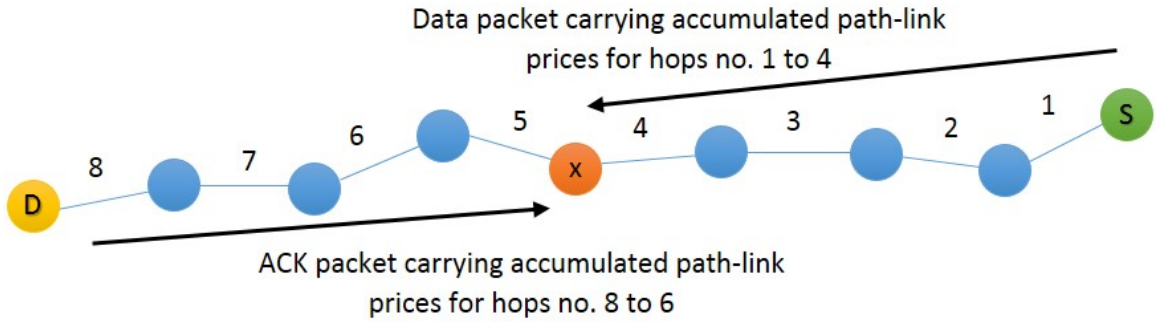 Data packet carrying accumulated path-link
prices for hops no. 1 to 4
1
S
2
3
4
x
5
6
7
8
D
ACK packet carrying accumulated path-link
prices for hops no. 8 to 6